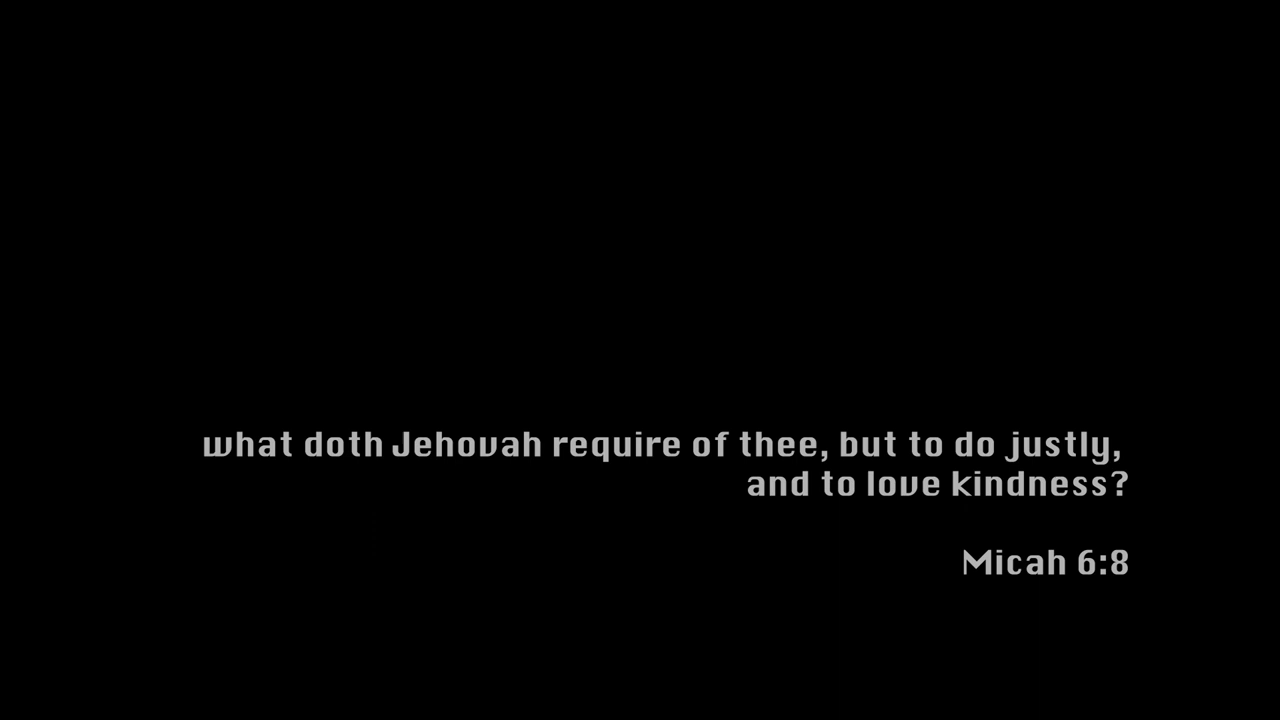 what doth Jehovah require of thee, but to do justly,
and to love kindness?
Micah 6:8